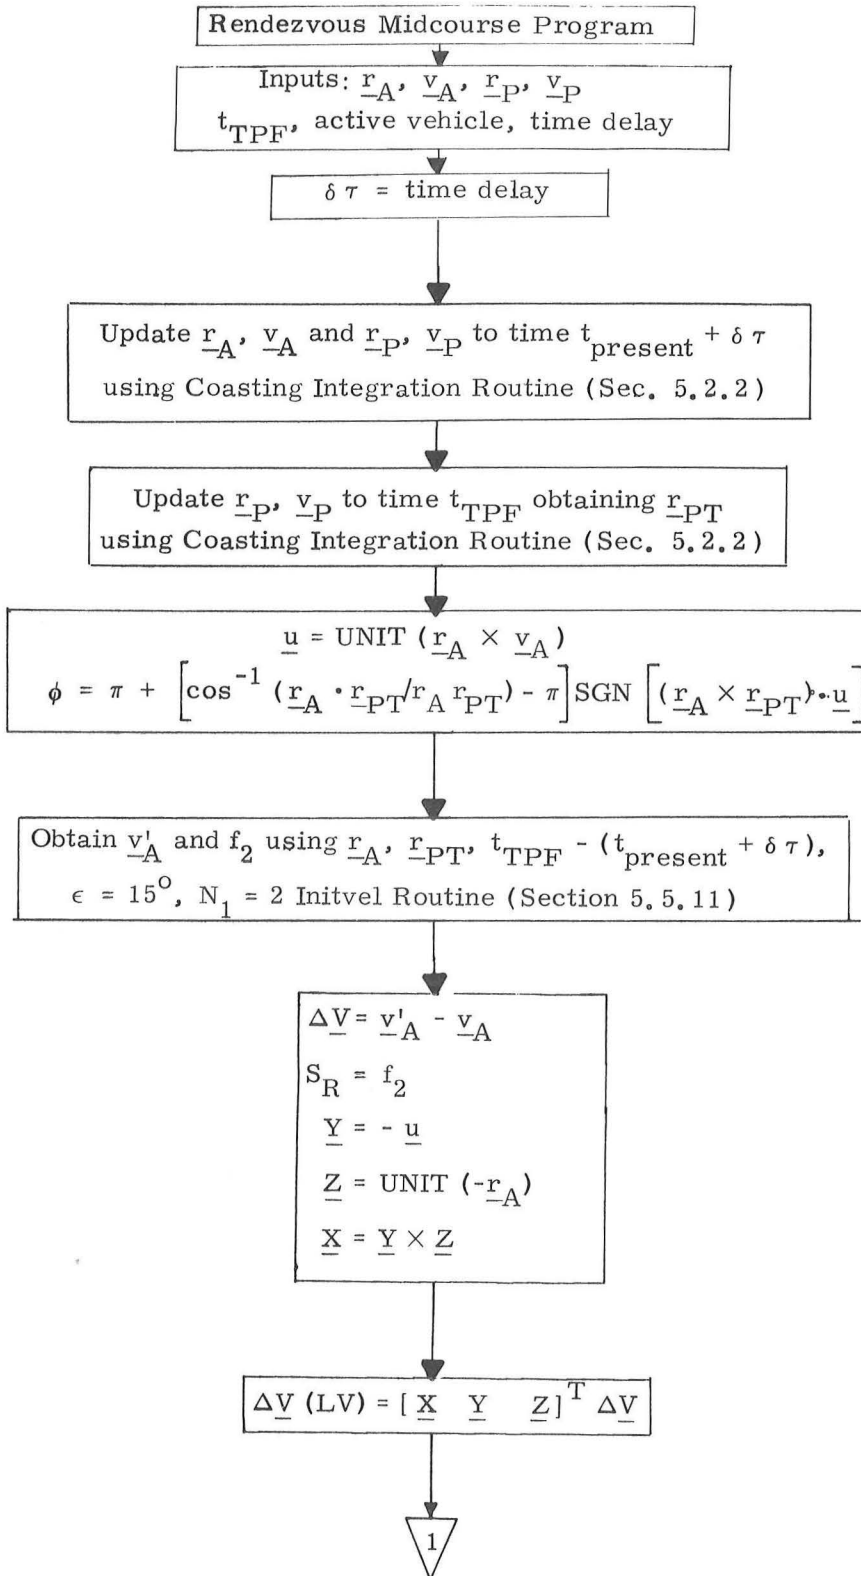 Rendezvous Midcourse Program
Inputs: r_A, v_A, r_P, v_P
t_TPF, active vehicle, time delay
δ τ = time delay
Update r_A, v_A and r_P, v_P to time t_present + δ τ
using Coasting Integration Routine (Sec. 5.2.2)
Update r_P, v_P to time t_TPF obtaining r_PT
using Coasting Integration Routine (Sec. 5.2.2)
u = UNIT (r_A × v_A)
ϕ = π + [cos⁻¹ (r_A · r_PT/r_A r_PT) - π] SGN [(r_A × r_PT) · u]
Obtain v'_A and f_2 using r_A, r_PT, t_TPF - (t_present + δ τ),
ϵ = 15°, N_1 = 2 Initvel Routine (Section 5.5.11)
ΔV = v'_A - v_A
S_R = f_2
Y = - u
Z = UNIT (-r_A)
X = Y × Z
ΔV (LV) = [ X Y Z ]^T ΔV
1